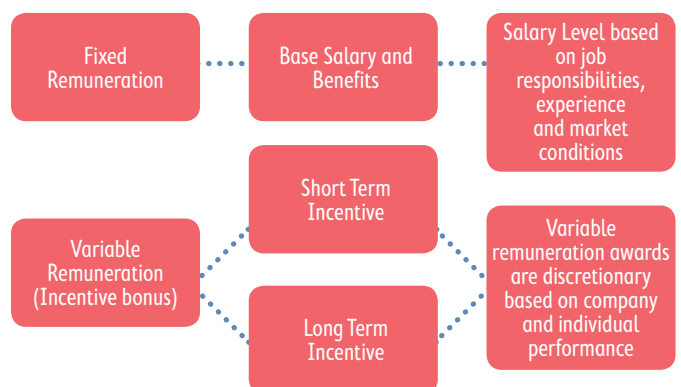 Fixed
Remuneration
Base Salary and
Benefits
Salary Level based
on job
responsibilities,
experience
and market
conditions
Short Term
Incentive
Variable
Remuneration
(Incentive bonus)
Long Term
Incentive
Variable
remuneration awards
are discretionary
based on company
and individual
performance